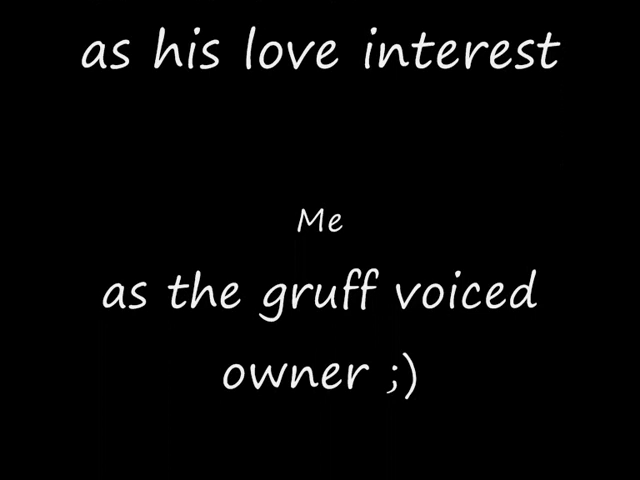 as his love interest
Me
as the gruff voiced
owner ;)